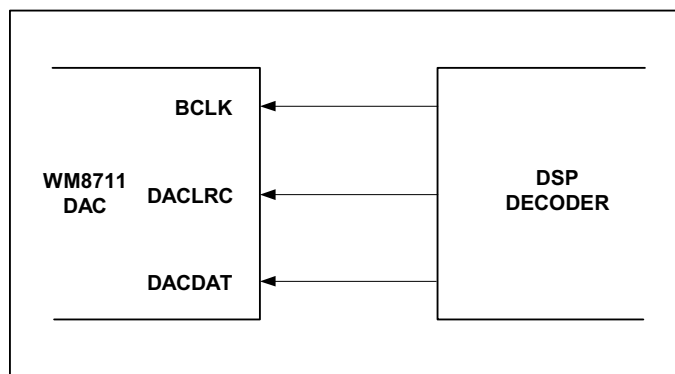 BCLK
WM8711
DAC
DACLRC
DSP
DECODER
DACDAT